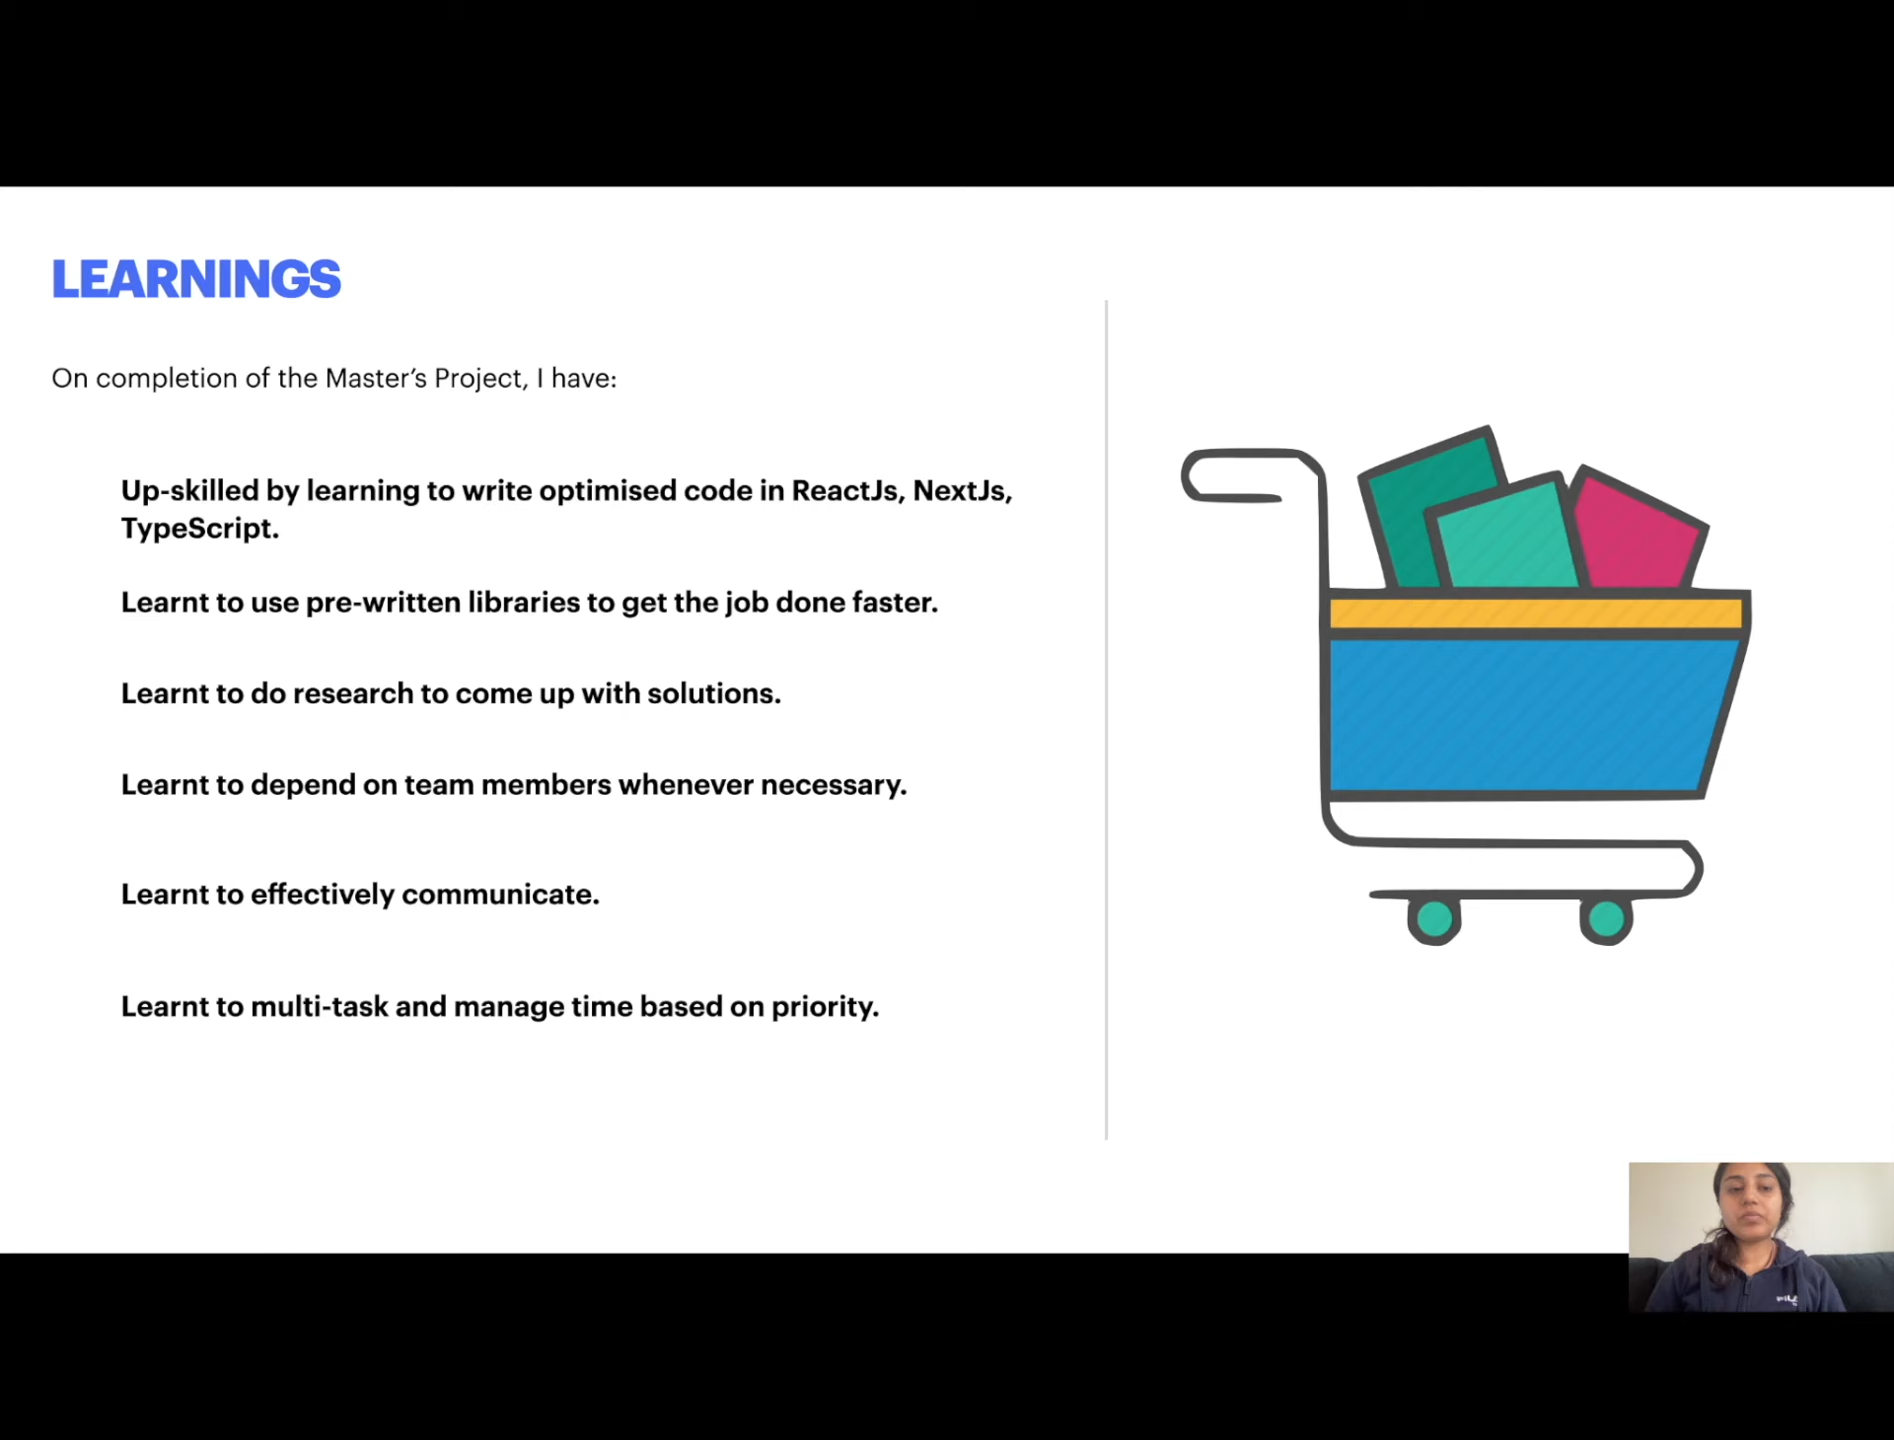 LEARNINGS
On completion of the Master’s Project, I have:
Up-skilled by learning to write optimised code in ReactJs, NextJs,
TypeScript.
Learnt to use pre-written libraries to get the job done faster.
Learnt to do research to come up with solutions.
Learnt to depend on team members whenever necessary.
Learnt to effectively communicate.
Learnt to multi-task and manage time based on priority.